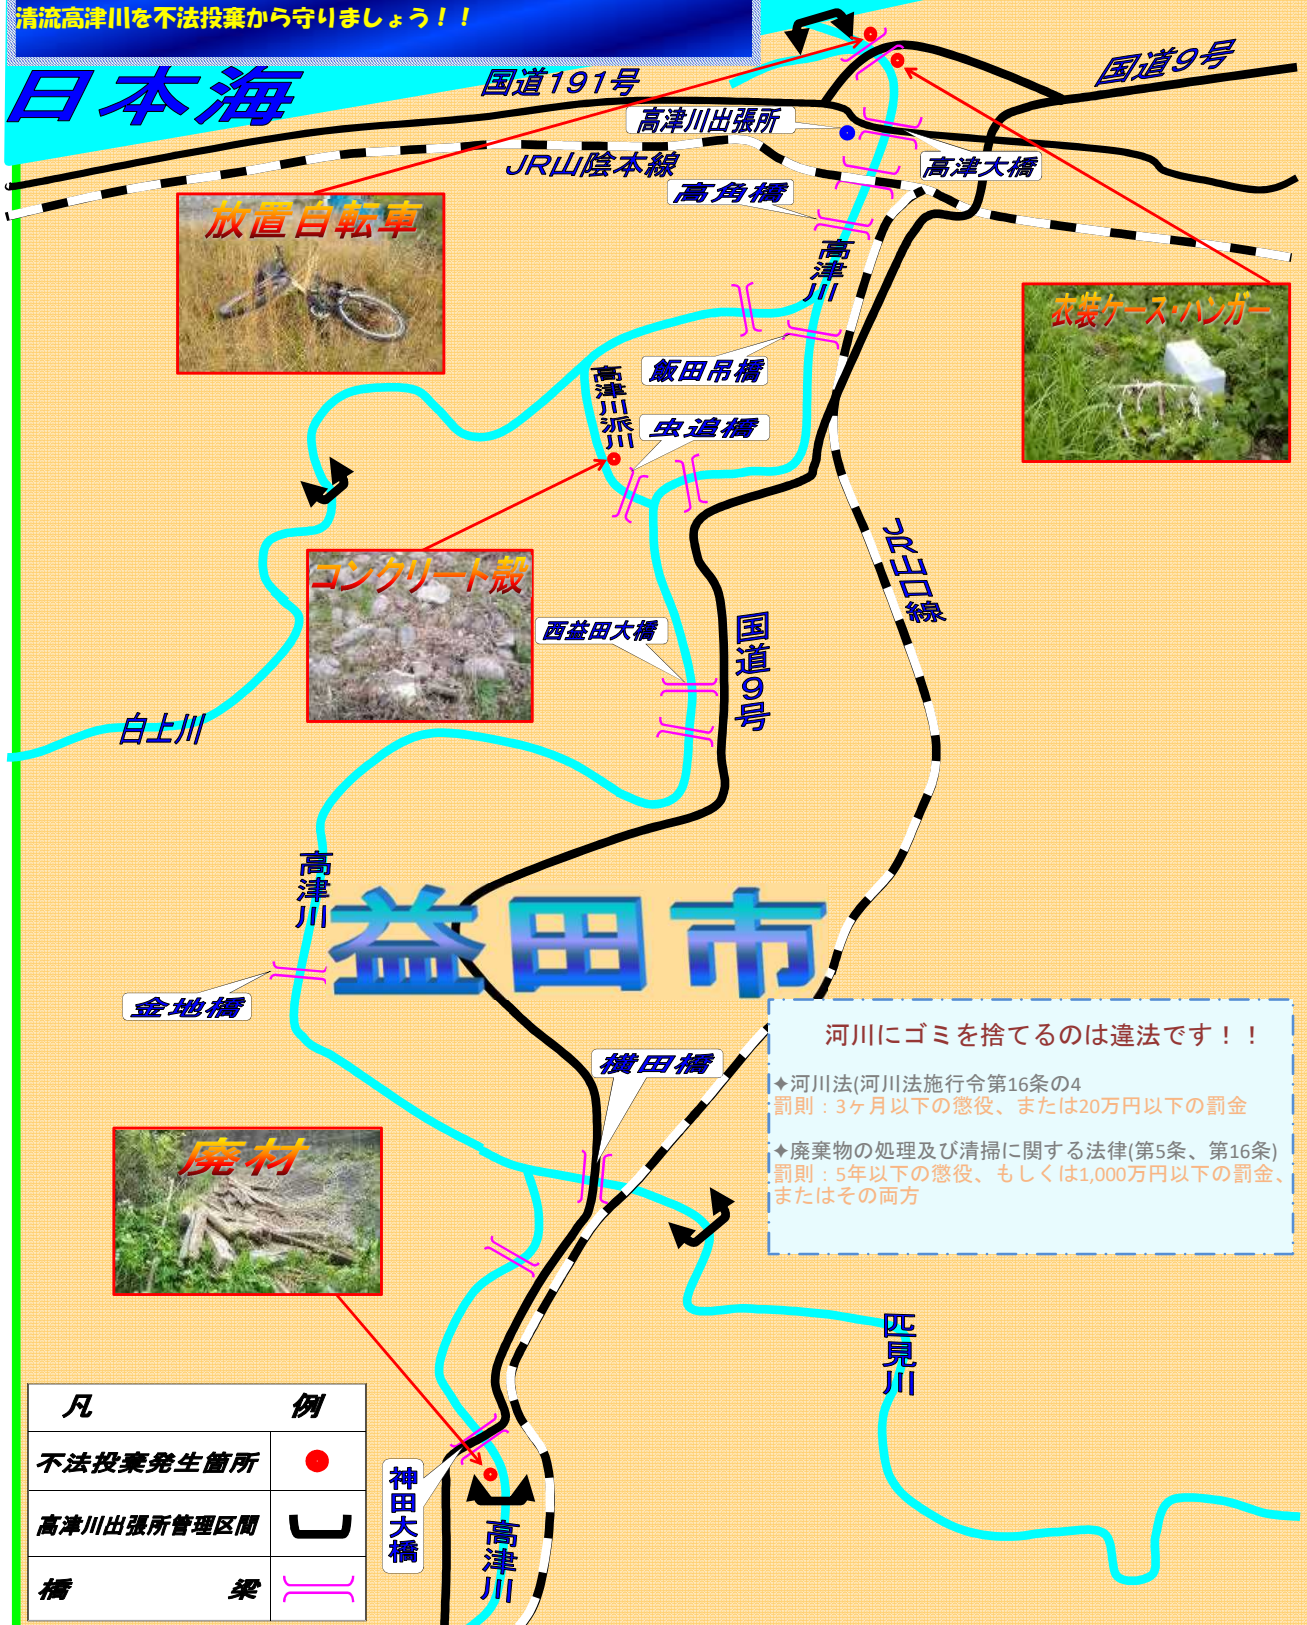 清流高津川を不法投棄から守りましょう！！
日本海
国道191号
国道9号
高津川出張所
高津大橋
JR山陰本線
高角橋
放置自転車
高津川
衣装ケース・ハンガー
飯田吊橋
高津川派川
虫追橋
コンクリート殻
JR山口線
西益田大橋
国道9号
白上川
高津川
益田市
金地橋
横田橋
河川にゴミを捨てるのは違法です！！
✦河川法(河川法施行令第16条の4
罰則：3ヶ月以下の懲役、または20万円以下の罰金
✦廃棄物の処理及び清掃に関する法律(第5条、第16条)
罰則：5年以下の懲役、もしくは1,000万円以下の罰金、
またはその両方
廃材
匹見川
凡例
不法投棄発生箇所
高津川出張所管理区間
橋梁
神田大橋
高津川